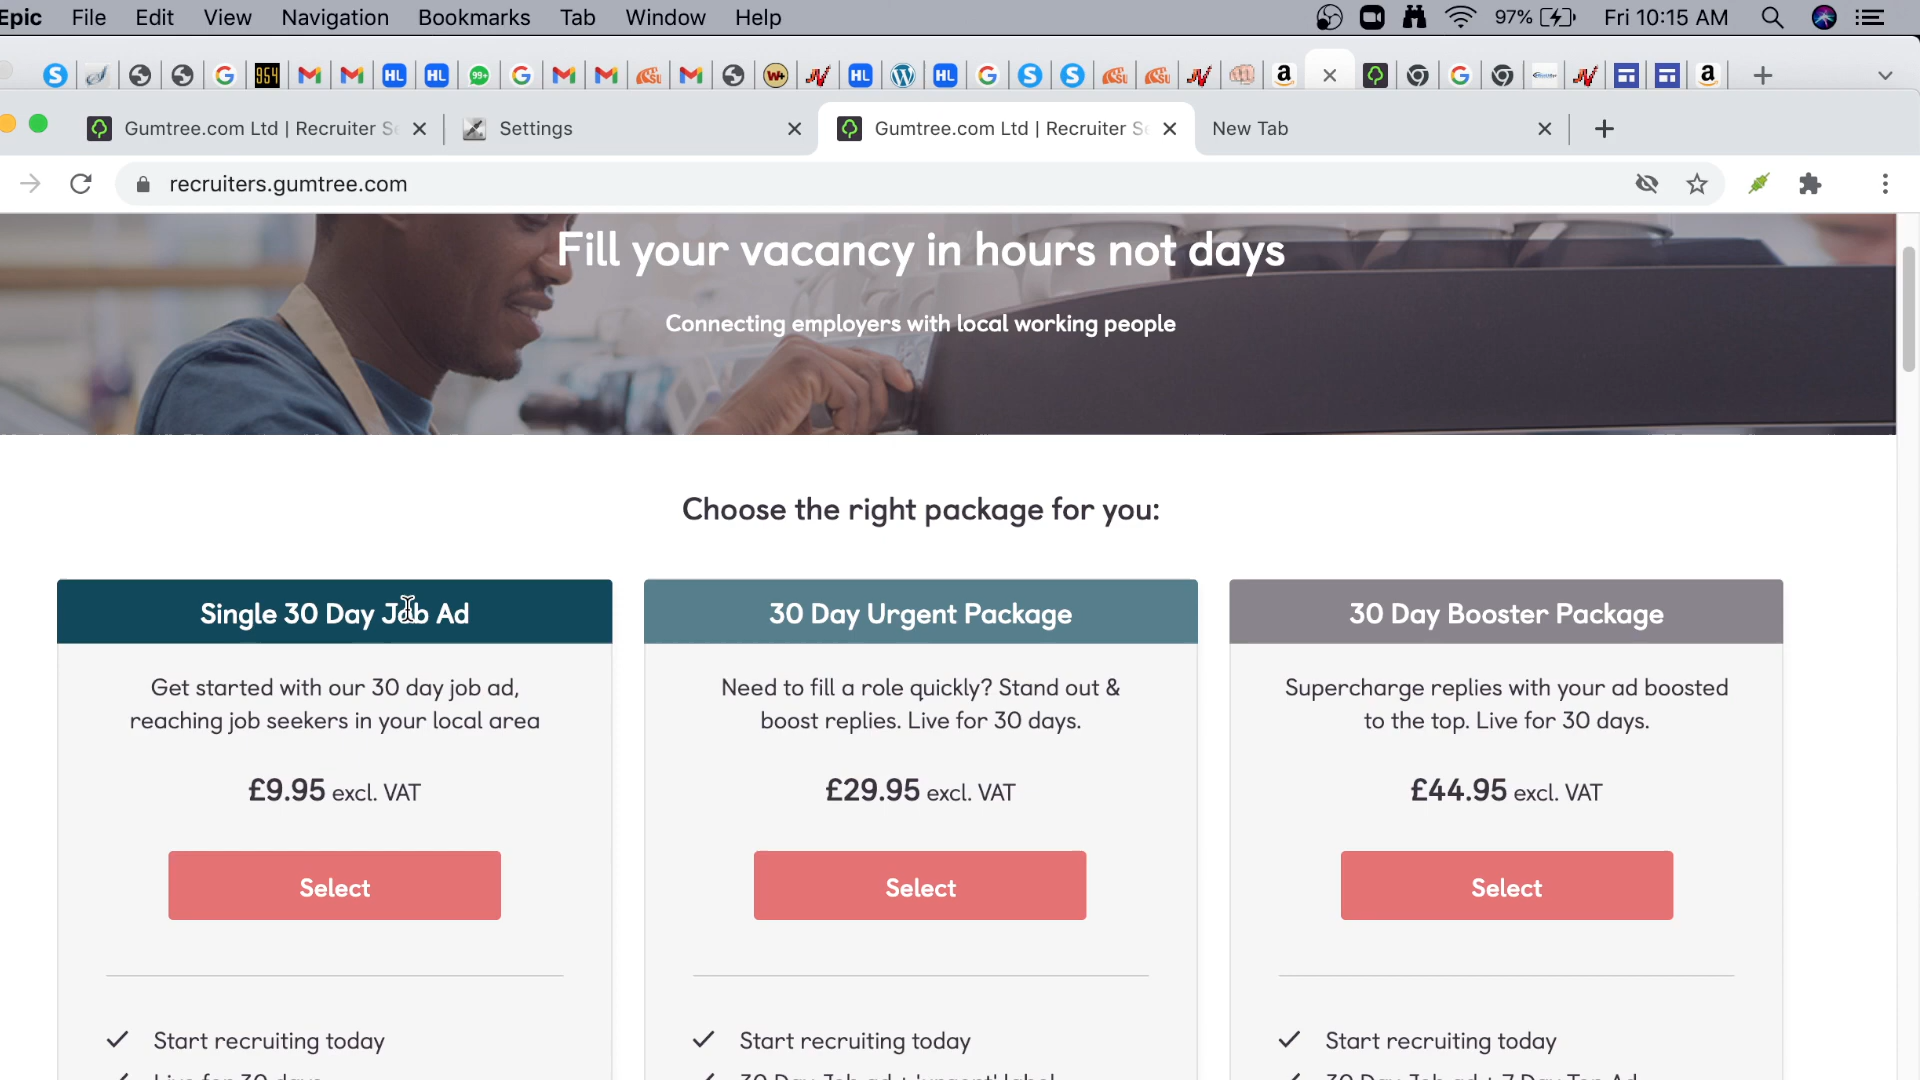 Epic File Edit View Navigation Bookmarks Tab Window Help 97% Fri 10:15 AM
Gumtree.com Ltd | Recruiter Se Settings Gumtree.com Ltd | Recruiter Se New Tab
recruiters.gumtree.com
Fill your vacancy in hours not days
Connecting employers with local working people
Choose the right package for you:
Single 30 Day Job Ad
Get started with our 30 day job ad,
reaching job seekers in your local area
£9.95 excl. VAT
Select
Start recruiting today
Live for 30 days
30 Day Urgent Package
Need to fill a role quickly? Stand out &
boost replies. Live for 30 days.
£29.95 excl. VAT
Select
Start recruiting today
30 Day Job ad + 'urgent' label
30 Day Booster Package
Supercharge replies with your ad boosted
to the top. Live for 30 days.
£44.95 excl. VAT
Select
Start recruiting today
30 Day Job ad + 7 Day Top Ad